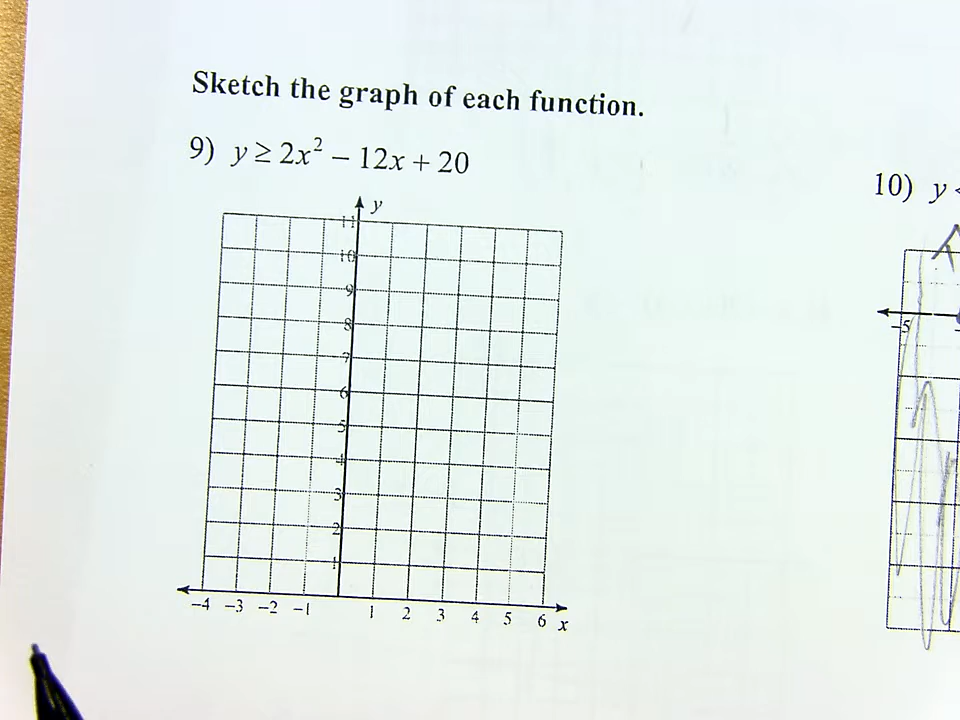 Sketch the graph of each function.
9) y ≥ 2x² − 12x + 20
10) y <
y
11
10
9
8
7
6
5
4
3
2
1
−4 −3 −2 −1 1 2 3 4 5 6 x
−5